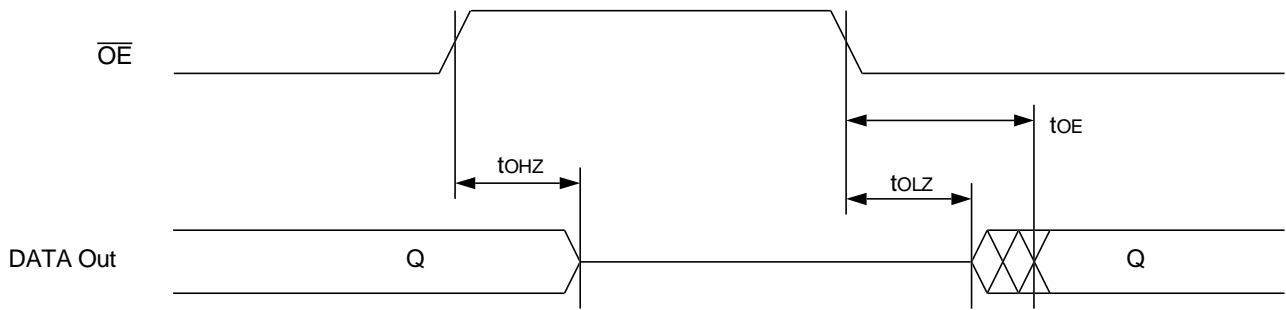 OE
tOE
tOHZ
tOLZ
DATA Out
Q
Q